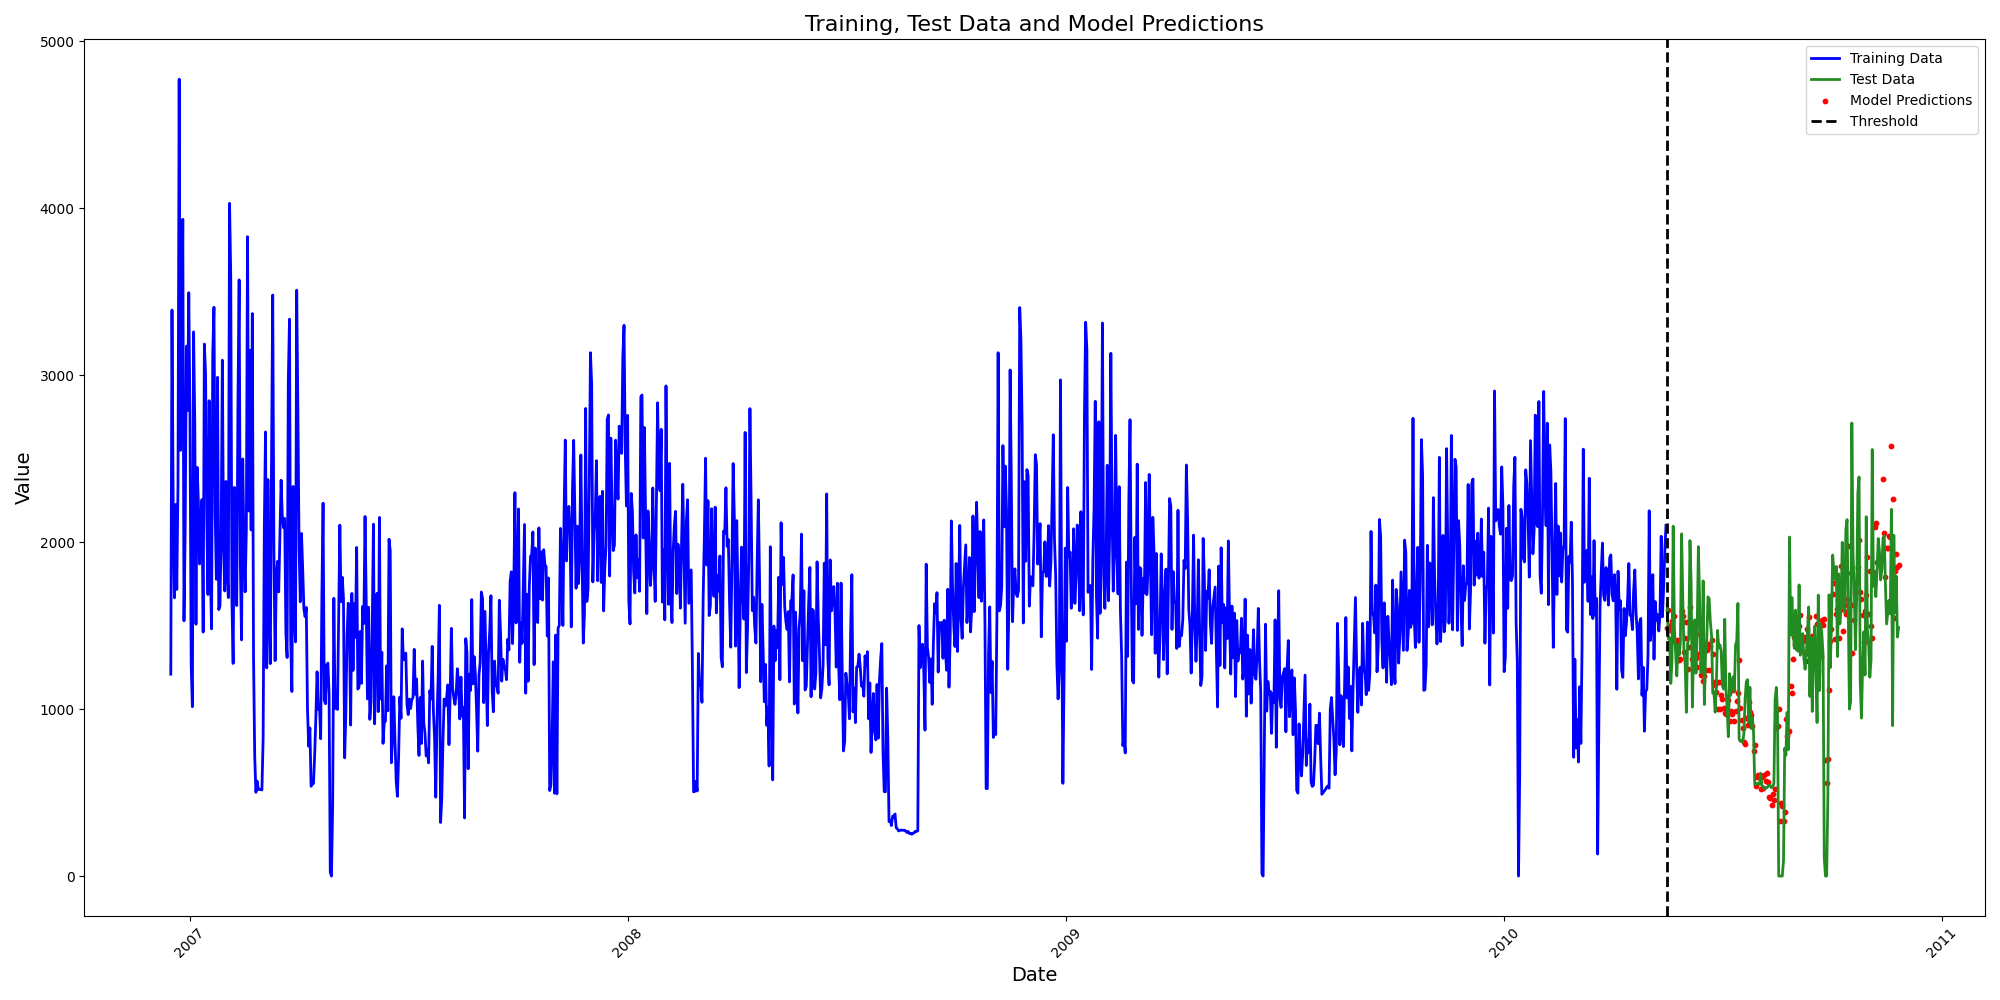 Training, Test Data and Model Predictions
Value
5000
4000
3000
2000
1000
0
Training Data
Test Data
Model Predictions
Threshold
2007
2008
2009
2010
2011
Date